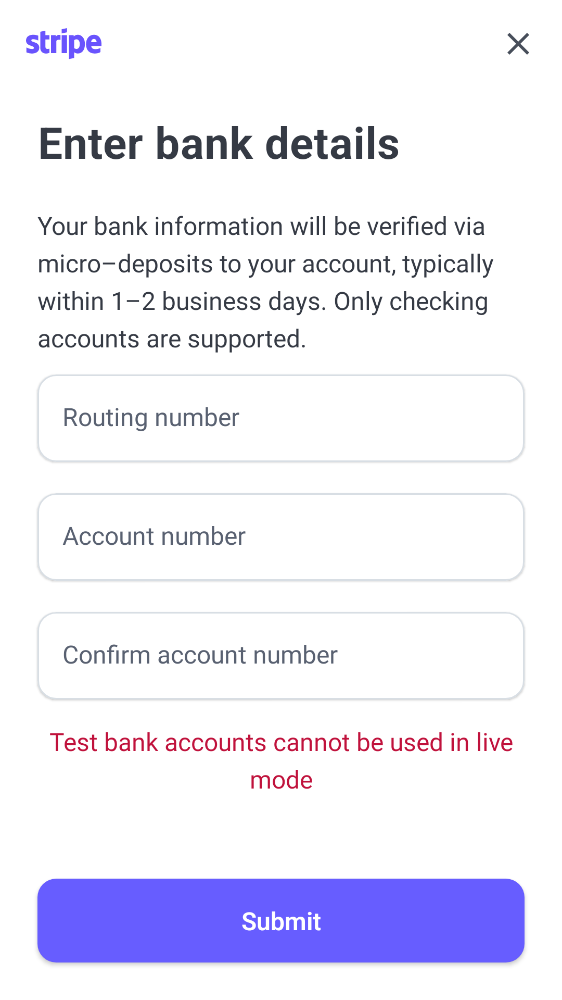 stripe
Enter bank details
Your bank information will be verified via
micro–deposits to your account, typically
within 1–2 business days. Only checking
accounts are supported.
Routing number
Account number
Confirm account number
Test bank accounts cannot be used in live
mode
Submit